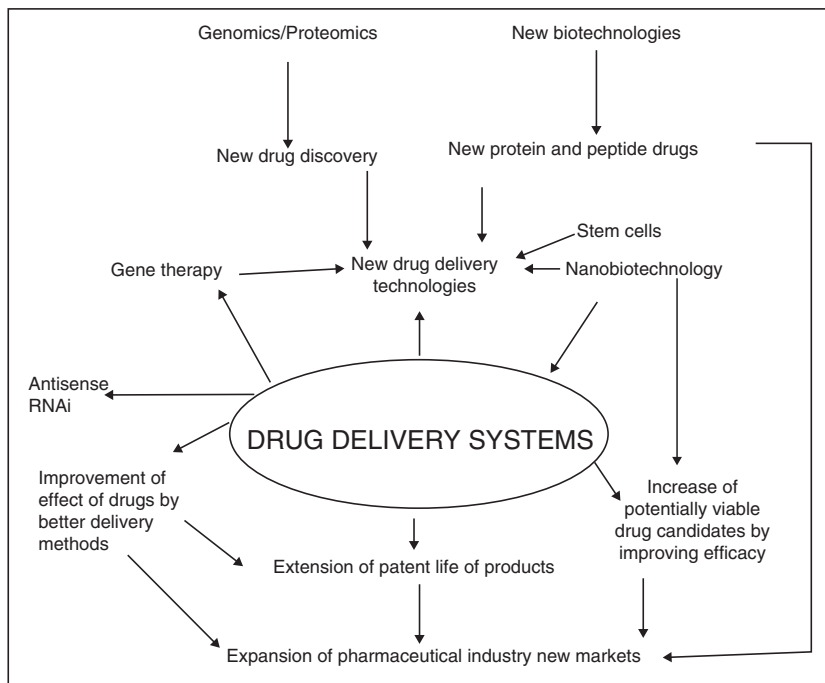 Genomics/Proteomics
New biotechnologies
New drug discovery
New protein and peptide drugs
Stem cells
Gene therapy
New drug delivery
technologies
Nanobiotechnology
Antisense
RNAi
DRUG DELIVERY SYSTEMS
Improvement of
effect of drugs by
better delivery
methods
Increase of
potentially viable
drug candidates by
improving efficacy
Extension of patent life of products
Expansion of pharmaceutical industry new markets